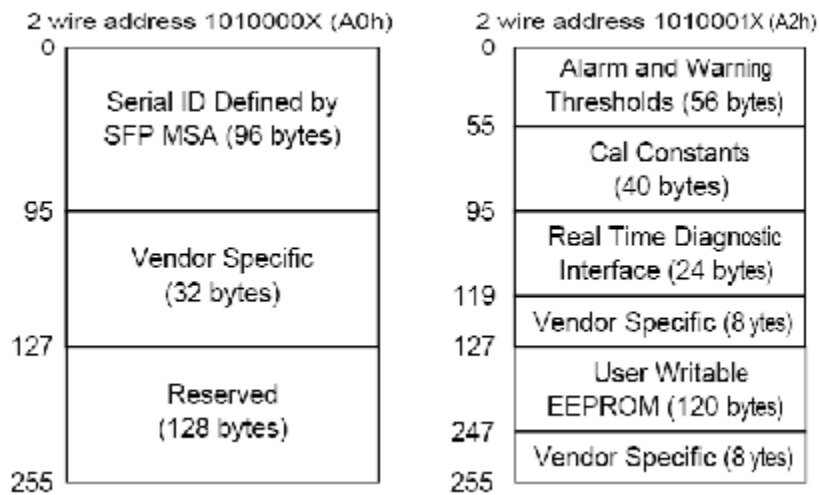 2 wire address 1010000X (A0h)
0
Serial ID Defined by
SFP MSA (96 bytes)
95
Vendor Specific
(32 bytes)
127
Reserved
(128 bytes)
255
2 wire address 1010001X (A2h)
0
Alarm and Warning
Thresholds (56 bytes)
55
Cal Constants
(40 bytes)
95
Real Time Diagnostic
Interface (24 bytes)
119
Vendor Specific (8 ytes)
127
User Writable
EEPROM (120 bytes)
247
Vendor Specific (8 ytes)
255